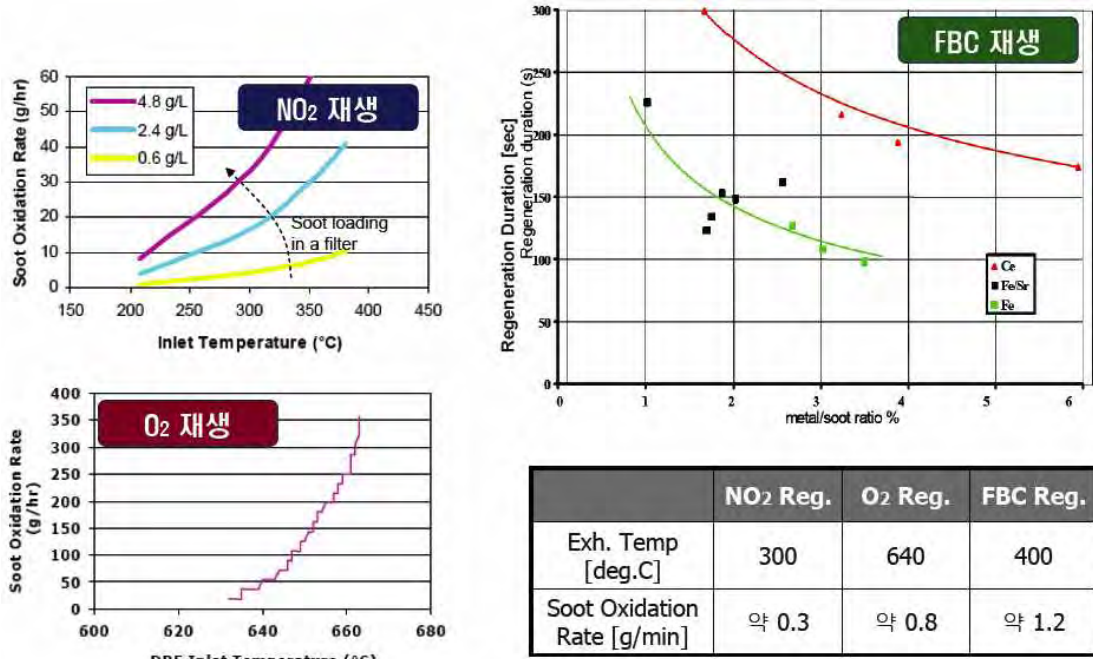 60
50
40
30
20
10
0
Soot Oxidation Rate (g/hr)
4.8 g/L
2.4 g/L
0.6 g/L
NO2 재생
Soot loading
in a filter
150 200 250 300 350 400 450
Inlet Temperature (°C)
300
250
200
150
100
50
0
Regeneration Duration [sec]
Regeneration duration (s)
FBC 재생
Ce
Fe/Sr
Fe
0 1 2 3 4 5 6
metal/soot ratio %
400
350
300
250
200
150
100
50
0
Soot Oxidation Rate
(g/hr)
O2 재생
600 620 640 660 680
DPF Inlet Temperature (°C)
NO2 Reg. O2 Reg. FBC Reg.
Exh. Temp
[deg.C] 300 640 400
Soot Oxidation
Rate [g/min] 약 0.3 약 0.8 약 1.2